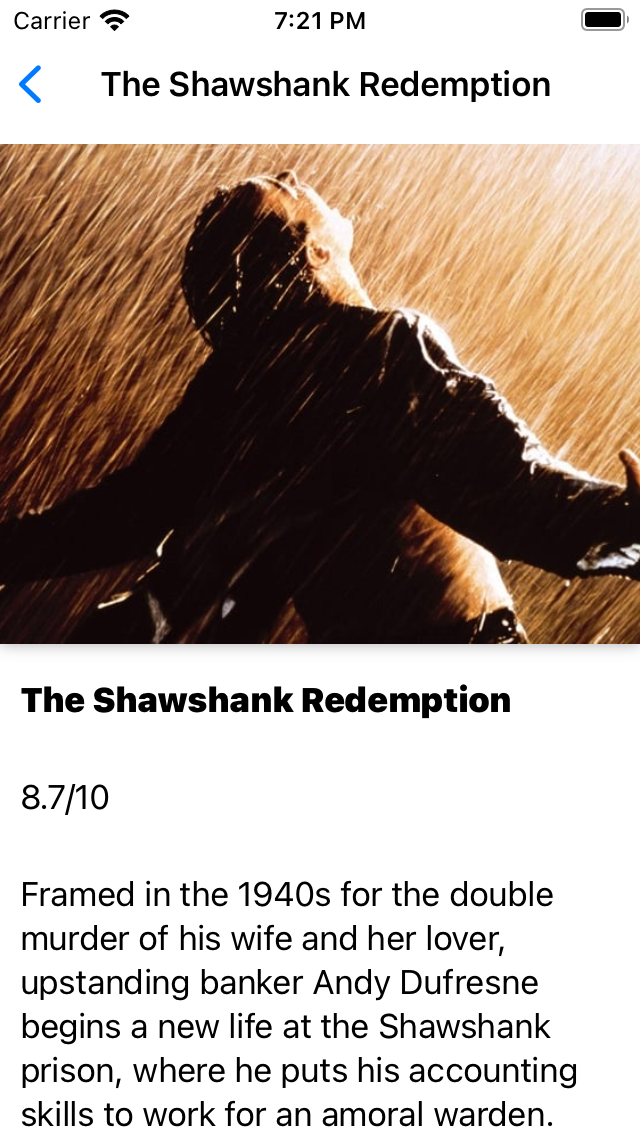 Carrier 7:21 PM
The Shawshank Redemption
The Shawshank Redemption
8.7/10
Framed in the 1940s for the double
murder of his wife and her lover,
upstanding banker Andy Dufresne
begins a new life at the Shawshank
prison, where he puts his accounting
skills to work for an amoral warden.